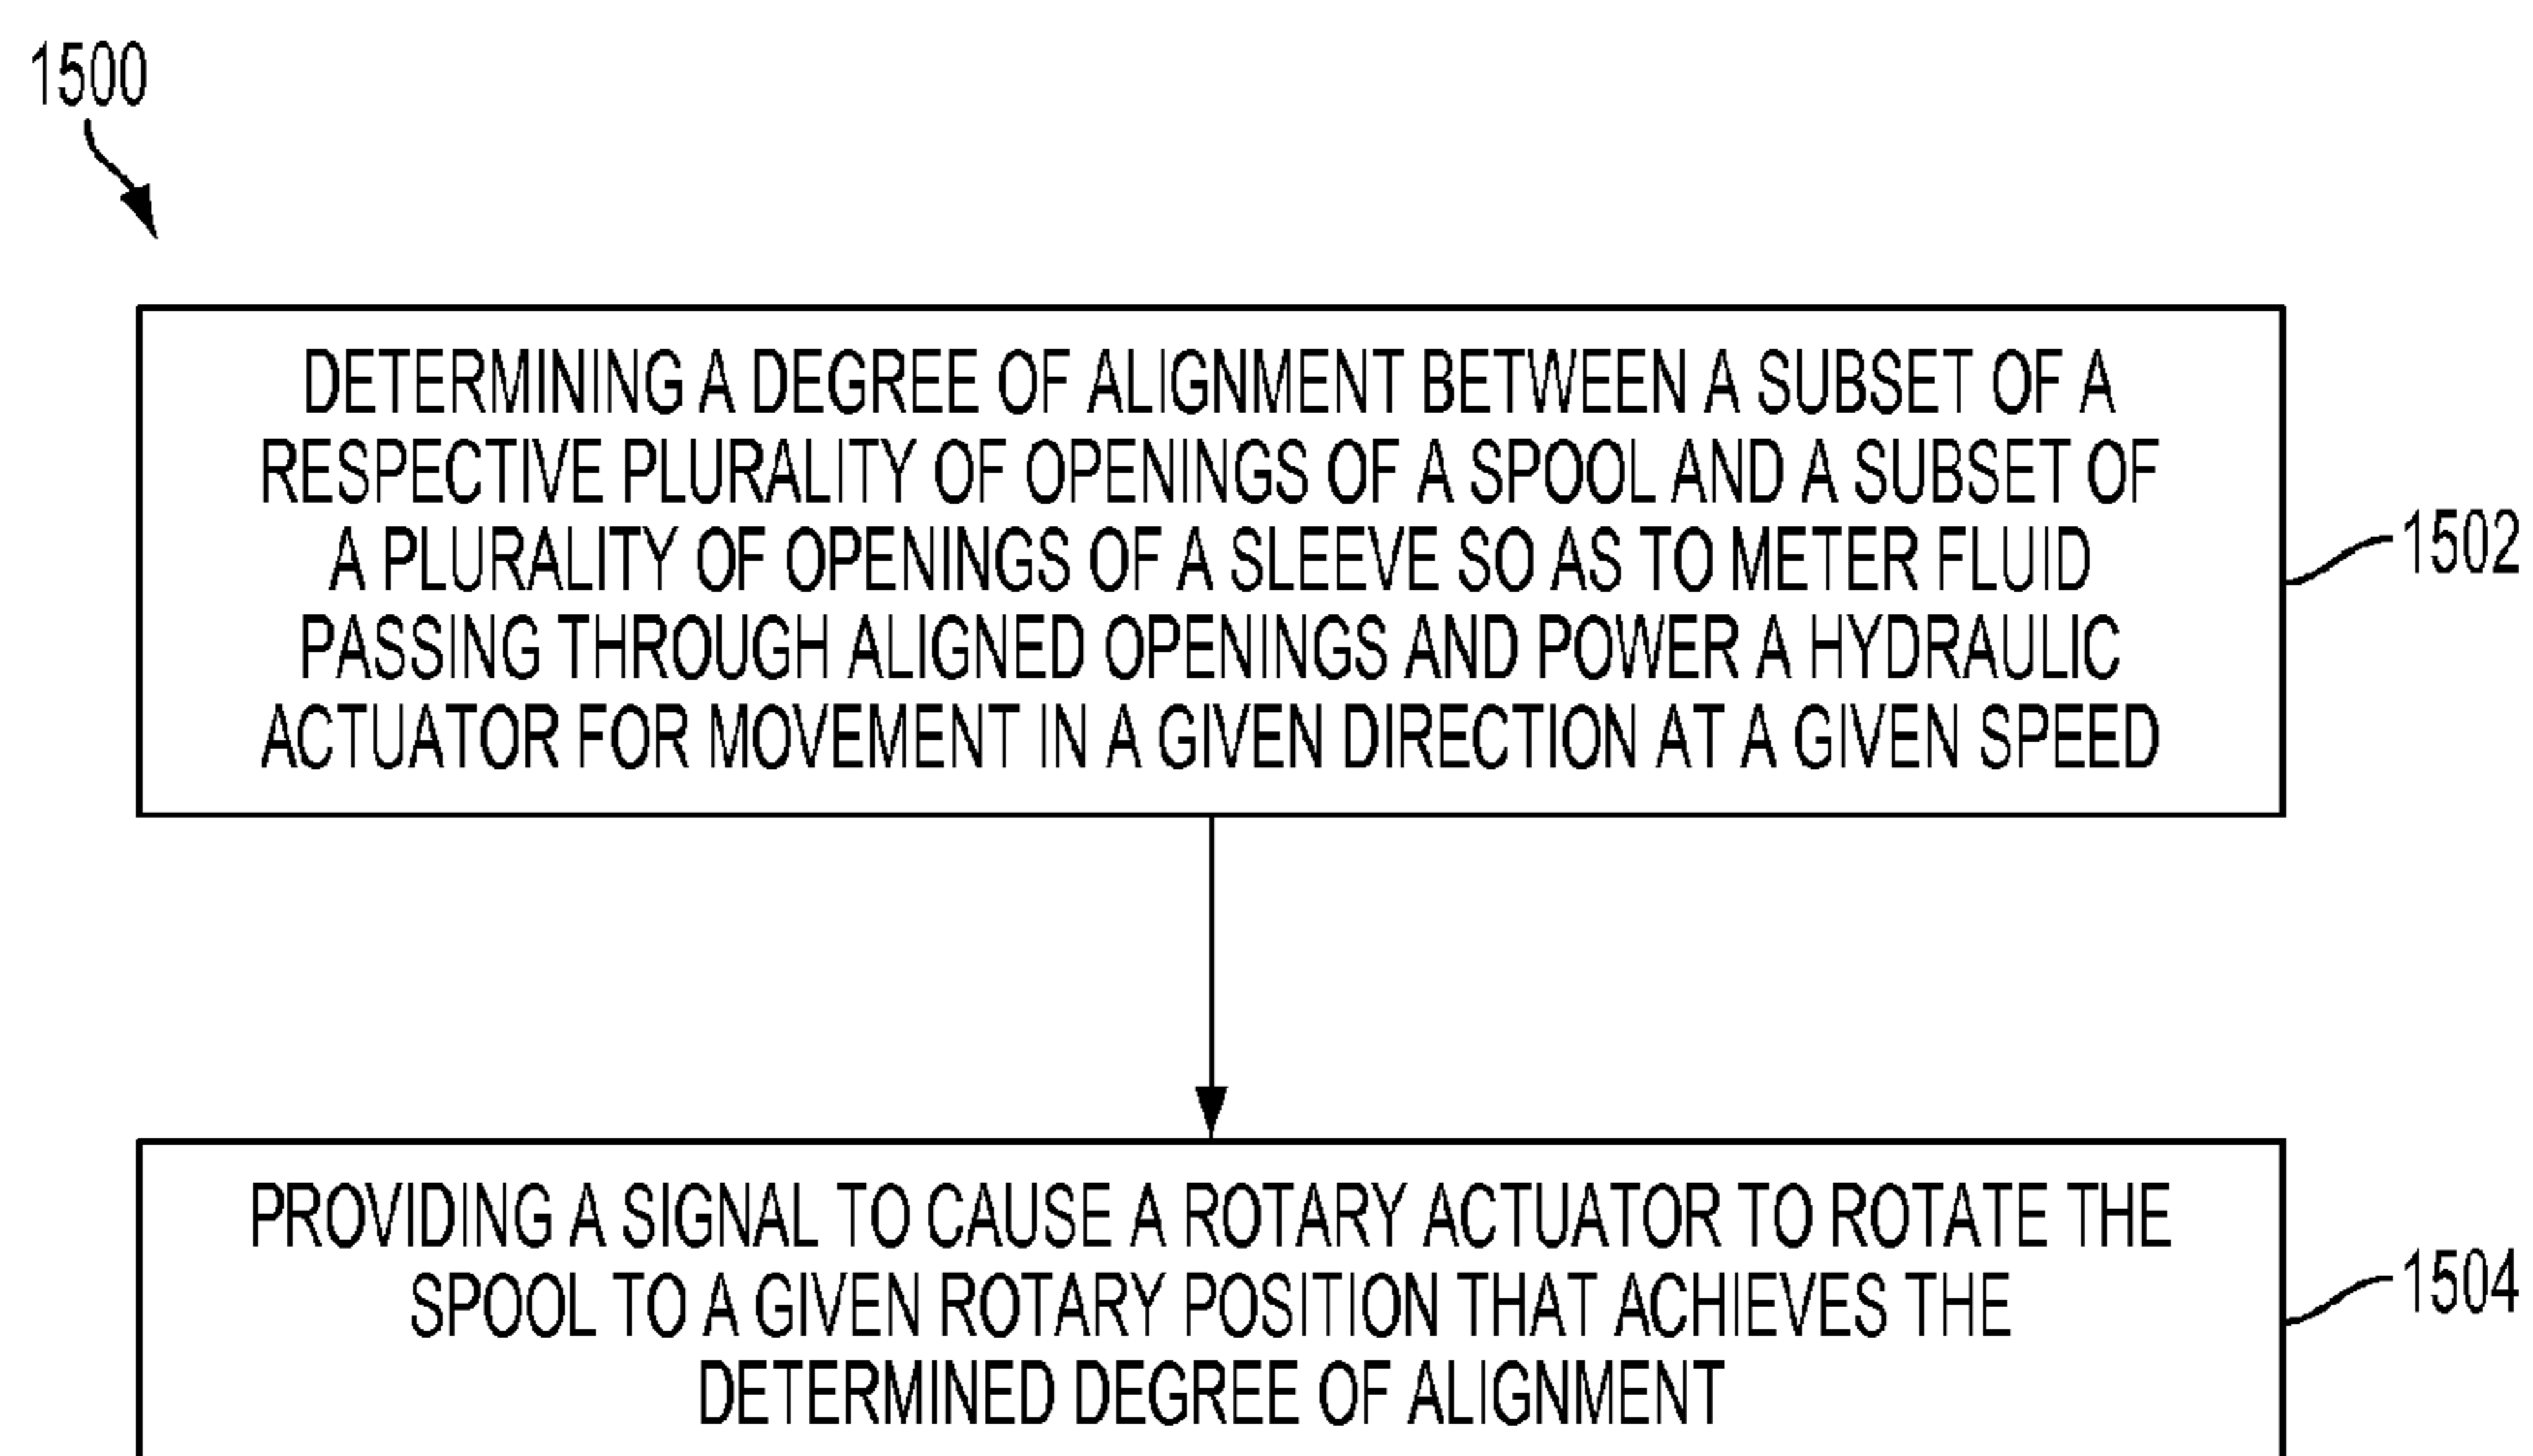 1500
DETERMINING A DEGREE OF ALIGNMENT BETWEEN A SUBSET OF A
RESPECTIVE PLURALITY OF OPENINGS OF A SPOOL AND A SUBSET OF
A PLURALITY OF OPENINGS OF A SLEEVE SO AS TO METER FLUID
PASSING THROUGH ALIGNED OPENINGS AND POWER A HYDRAULIC
ACTUATOR FOR MOVEMENT IN A GIVEN DIRECTION AT A GIVEN SPEED
1502
PROVIDING A SIGNAL TO CAUSE A ROTARY ACTUATOR TO ROTATE THE
SPOOL TO A GIVEN ROTARY POSITION THAT ACHIEVES THE
DETERMINED DEGREE OF ALIGNMENT
1504